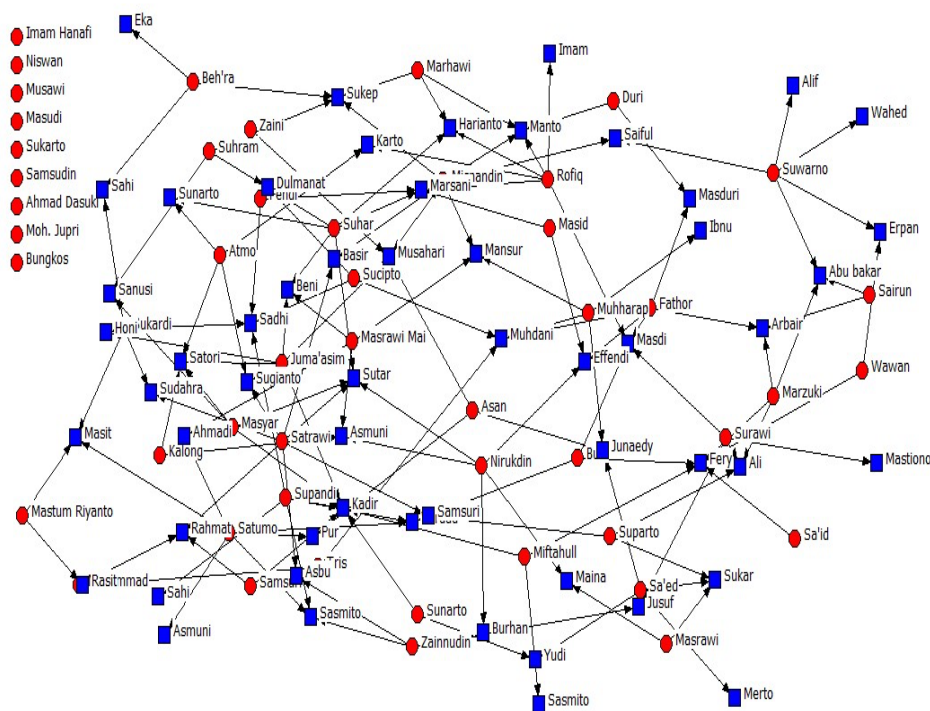 Eka
Imam Hanafi
Niswan
Musawi
Masudi
Sukarto
Samsudin
Ahmad Dasuki
Moh. Jupri
Bungkos
Beh'ra
Marhawi
Imam
Sukep
Alif
Duri
Wahed
Zaini
Harianto
Manto
Saiful
Karto
Suhram
Suwarno
Rofiq
Sahi
Sunarto
Dulmanat
Marsani
Masduri
Suhar
Masid
Ibnu
Erpan
Atmo
Basir
Musahari
Mansur
Sucipto
Abu bakar
Sanusi
Beni
Sairun
Muhharap
Fathor
Honi
Sadhi
Arbair
Masrawi Mai
Muhdani
Masdi
Satori
Juma'asim
Effendi
Wawan
Sugianto
Sutar
Sudahra
Marzuki
Asan
Masyar
Masit
Ahmadi
Satrawi
Asmuni
Surawi
Junaedy
Kalong
Nirukdin
Fery
Ali
Mastiono
Supandi
Kadir
Samsuri
Mastum Riyanto
Rahmat
Satumo
Pur
Suparto
Sa'id
Miftahull
Asbu
Maina
Sukar
Sahi
Sa'ed
Jusuf
Sasmito
Sunarto
Asmuni
Burhan
Zainnudin
Masrawi
Yudi
Merto
Sasmito